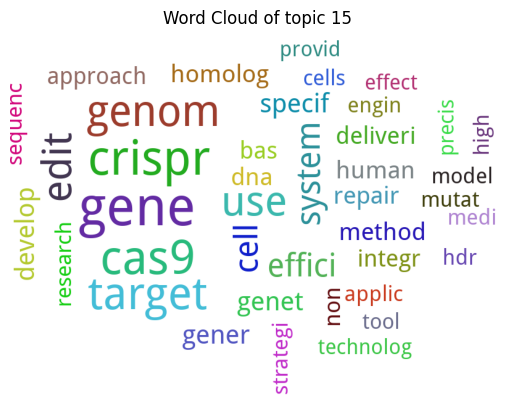 Word Cloud of topic 15
provid
approach
homolog
cells
effect
sequenc
genom
specif
engin
precis
high
edit
crispr
bas
system
deliveri
dna
human
model
gene
use
repair
mutat
medi
develop
research
cas9
cell
effici
method
integr
hdr
target
genet
non
applic
gener
strategi
tool
technolog